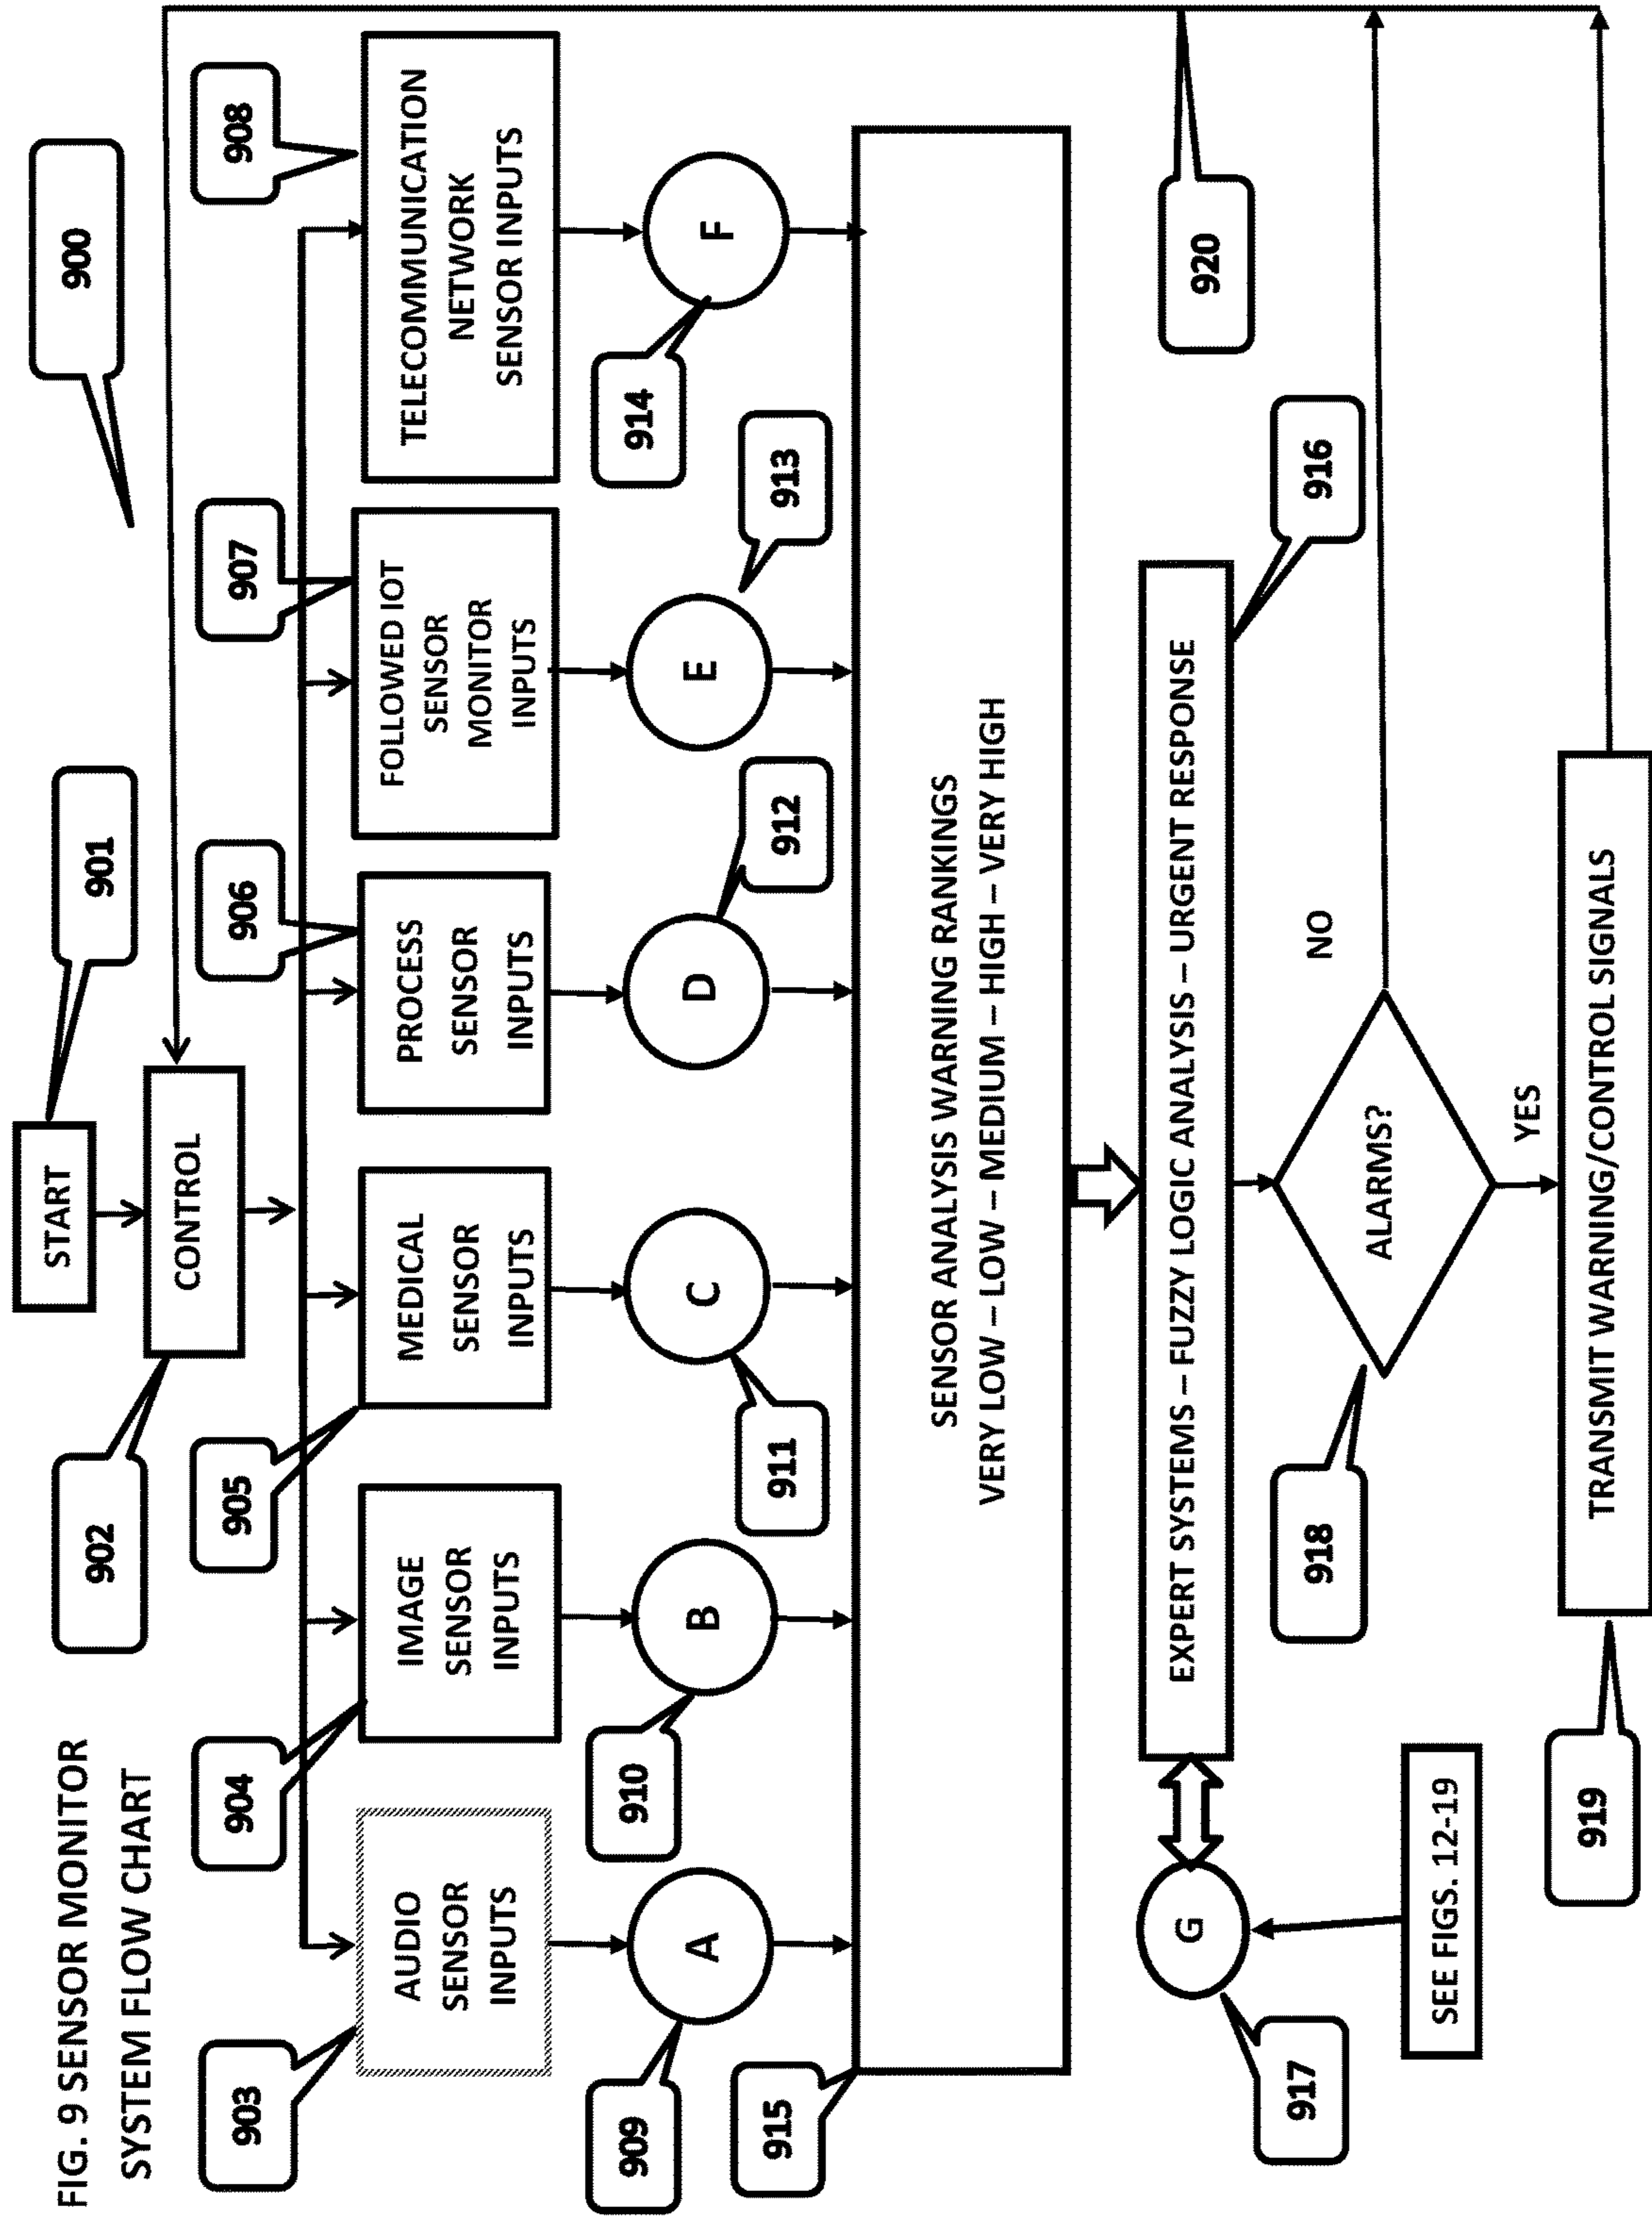 FIG. 9 SENSOR MONITOR
SYSTEM FLOW CHART
900
901
START
902
CONTROL
903
904
905
906
907
908
AUDIO
SENSOR
INPUTS
IMAGE
SENSOR
INPUTS
MEDICAL
SENSOR
INPUTS
PROCESS
SENSOR
INPUTS
FOLLOWED IOT
SENSOR
MONITOR
INPUTS
TELECOMMUNICATION
NETWORK
SENSOR INPUTS
909
A
910
B
911
C
912
D
913
E
914
F
915
SENSOR ANALYSIS WARNING RANKINGS
VERY LOW – LOW – MEDIUM – HIGH – VERY HIGH
920
917
G
EXPERT SYSTEMS – FUZZY LOGIC ANALYSIS – URGENT RESPONSE
916
SEE FIGS. 12-19
918
ALARMS?
NO
YES
919
TRANSMIT WARNING/CONTROL SIGNALS